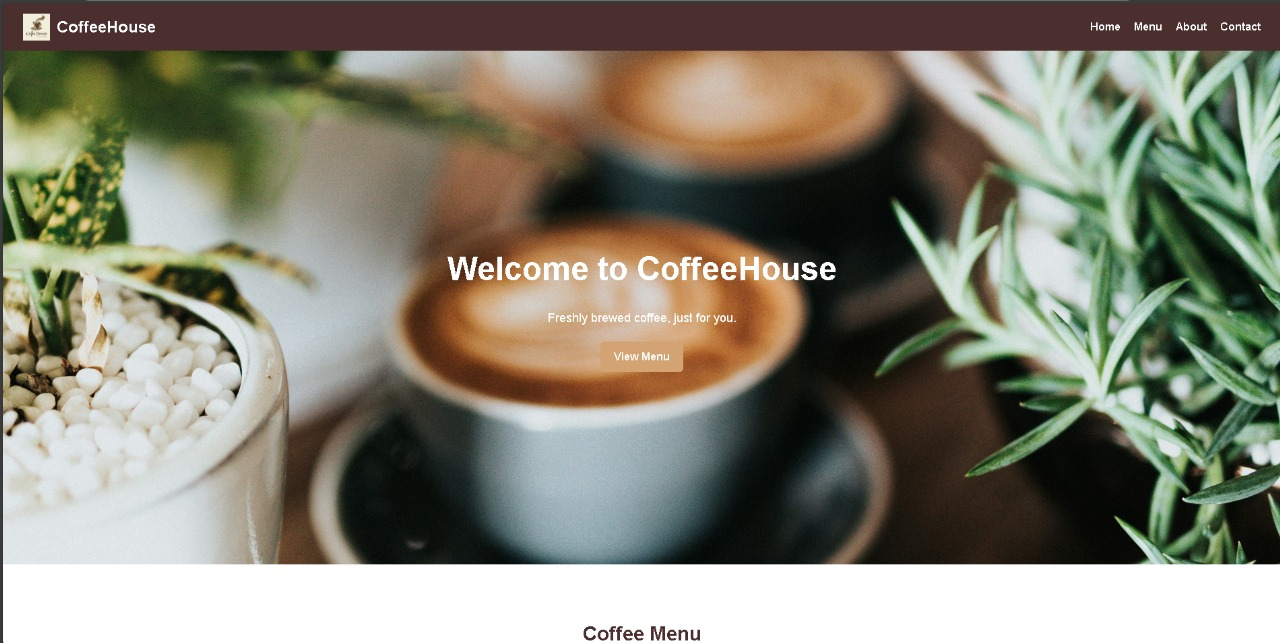 CoffeeHouse
Home Menu About Contact
Welcome to CoffeeHouse
Freshly brewed coffee, just for you.
View Menu
Coffee Menu